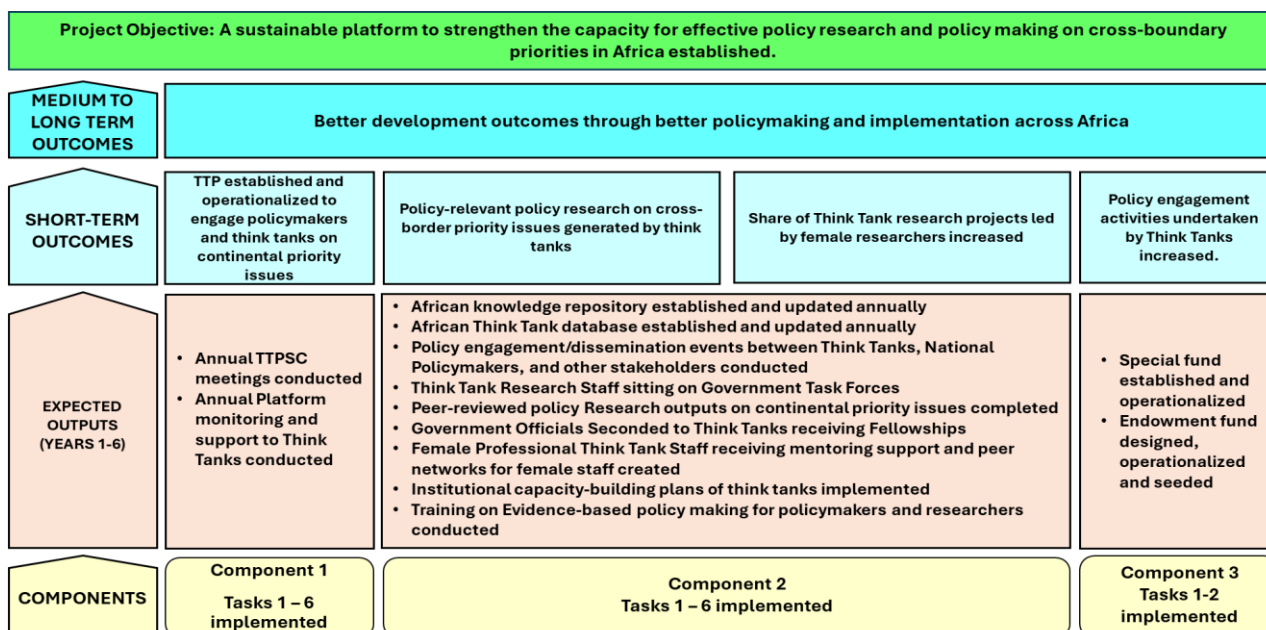 Project Objective: A sustainable platform to strengthen the capacity for effective policy research and policy making on cross-boundary
priorities in Africa established.
MEDIUM TO
LONG TERM
OUTCOMES
Better development outcomes through better policymaking and implementation across Africa
SHORT-TERM
OUTCOMES
TTP established and
operationalized to
engage policymakers
and think tanks on
continental priority
issues
Policy-relevant policy research on cross-
border priority issues generated by think
tanks
Share of Think Tank research projects led
by female researchers increased
Policy engagement
activities undertaken
by Think Tanks
increased.
EXPECTED
OUTPUTS
(YEARS 1-6)
• Annual TTPSC
meetings conducted
• Annual Platform
monitoring and
support to Think
Tanks conducted
• African knowledge repository established and updated annually
• African Think Tank database established and updated annually
• Policy engagement/dissemination events between Think Tanks, National
Policymakers, and other stakeholders conducted
• Think Tank Research Staff sitting on Government Task Forces
• Peer-reviewed policy Research outputs on continental priority issues completed
• Government Officials Seconded to Think Tanks receiving Fellowships
• Female Professional Think Tank Staff receiving mentoring support and peer
networks for female staff created
• Institutional capacity-building plans of think tanks implemented
• Training on Evidence-based policy making for policymakers and researchers
conducted
• Special fund
established and
operationalized
• Endowment fund
designed,
operationalized
and seeded
COMPONENTS
Component 1
Tasks 1 – 6
implemented
Component 2
Tasks 1 – 6 implemented
Component 3
Tasks 1-2
implemented